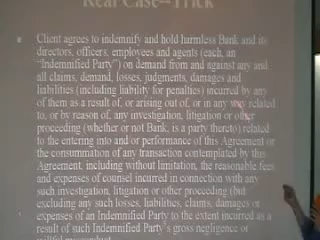 Real Case--Trick
Client agrees to indemnify and hold harmless Bank and its
directors, officers, employees and agents (each, an
"Indemnified Party") on demand from and against any and
all claims, demand, losses, judgments, damages and
liabilities (including liability for penalties) incurred by any
of them as a result of, or arising out of, or in any way related
to, or by reason of, any investigation, litigation or other
proceeding (whether or not Bank, is a party thereto) related
to the entering into and or performance of this Agreement or
the consummation of any transaction contemplated by this
Agreement, including without limitation, the reasonable fees
and expenses of counsel incurred in connection with any
such investigation, litigation or other proceeding (but
excluding any such losses, liabilities, claims, damages or
expenses of an Indemnified Party to the extent incurred as a
result of such Indemnified Party's gross negligence or
willful misconduct